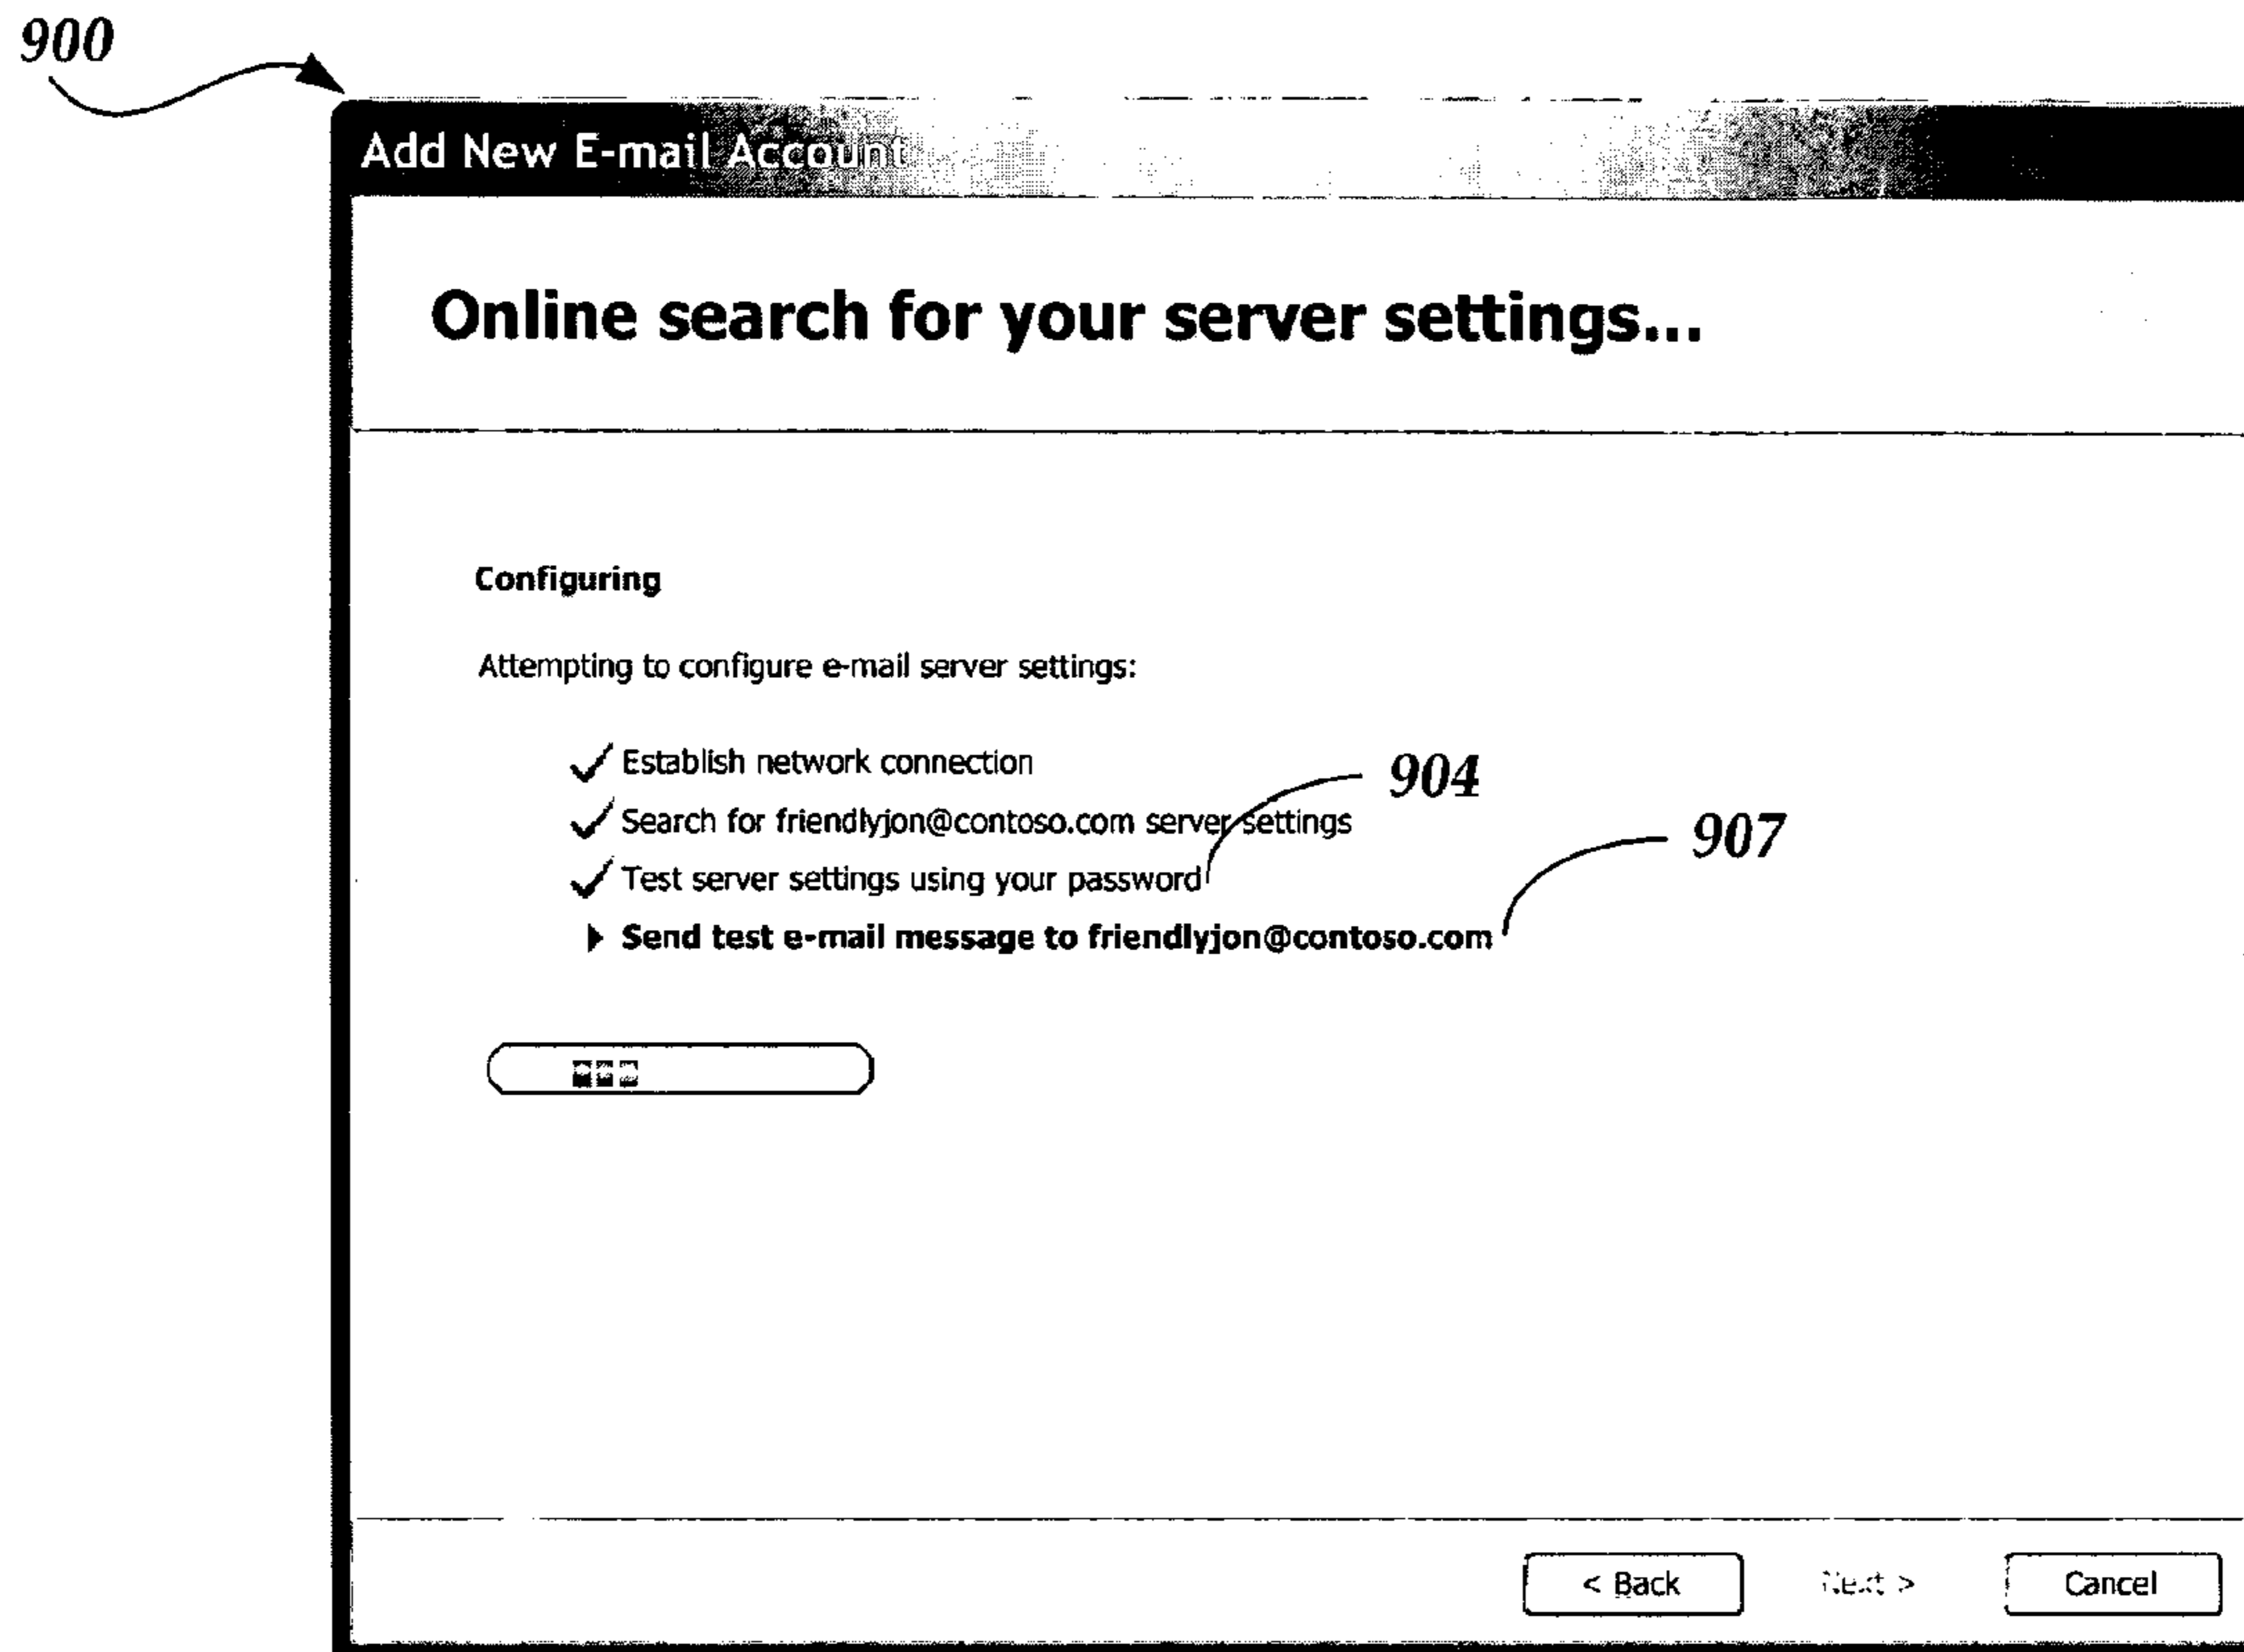 900
Add New E-mail Account
Online search for your server settings...
Configuring
Attempting to configure e-mail server settings:
Establish network connection
904
Search for friendlyjon@contoso.com server settings
907
Test server settings using your password
Send test e-mail message to friendlyjon@contoso.com
< Back
Next >
Cancel